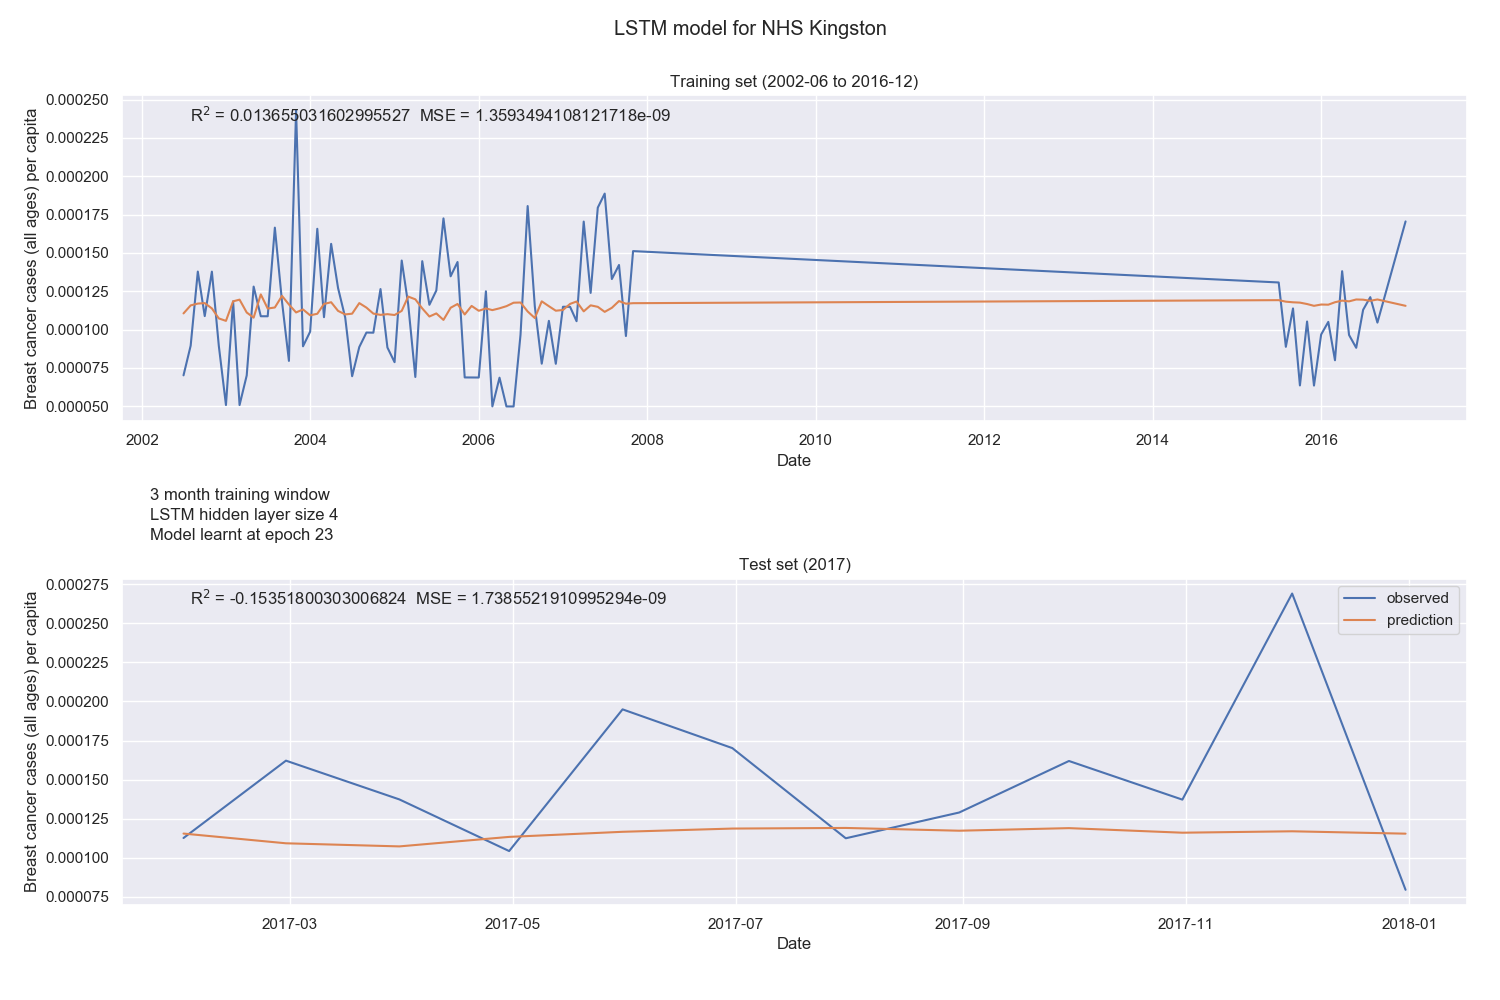 LSTM model for NHS Kingston
Training set (2002-06 to 2016-12)
R² = 0.013655031602995527 MSE = 1.3593494108121718e-09
Breast cancer cases (all ages) per capita
0.000250
0.000225
0.000200
0.000175
0.000150
0.000125
0.000100
0.000075
0.000050
2002 2004 2006 2008 2010 2012 2014 2016
Date
3 month training window
LSTM hidden layer size 4
Model learnt at epoch 23
Test set (2017)
R² = -0.15351800303006824 MSE = 1.7385521910995294e-09
observed
prediction
Breast cancer cases (all ages) per capita
0.000275
0.000250
0.000225
0.000200
0.000175
0.000150
0.000125
0.000100
0.000075
2017-03 2017-05 2017-07 2017-09 2017-11 2018-01
Date